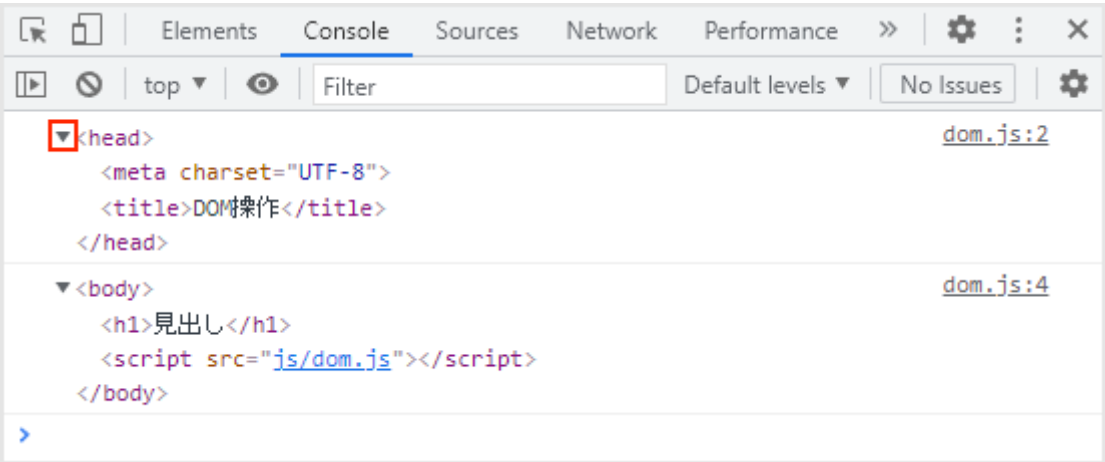 Elements Console Sources Network Performance »
top ▼ Filter Default levels ▼ No Issues
▼<head> dom.js:2
<meta charset="UTF-8">
<title>DOM操作</title>
</head>
▼<body> dom.js:4
<h1>見出し</h1>
<script src="js/dom.js"></script>
</body>
>